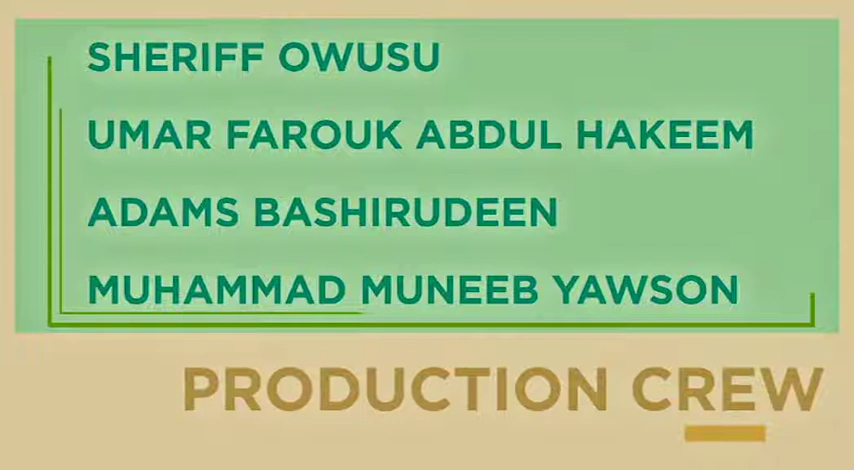 SHERIFF OWUSU
UMAR FAROUK ABDUL HAKEEM
ADAMS BASHIRUDEEN
MUHAMMAD MUNEEB YAWSON
PRODUCTION CREW